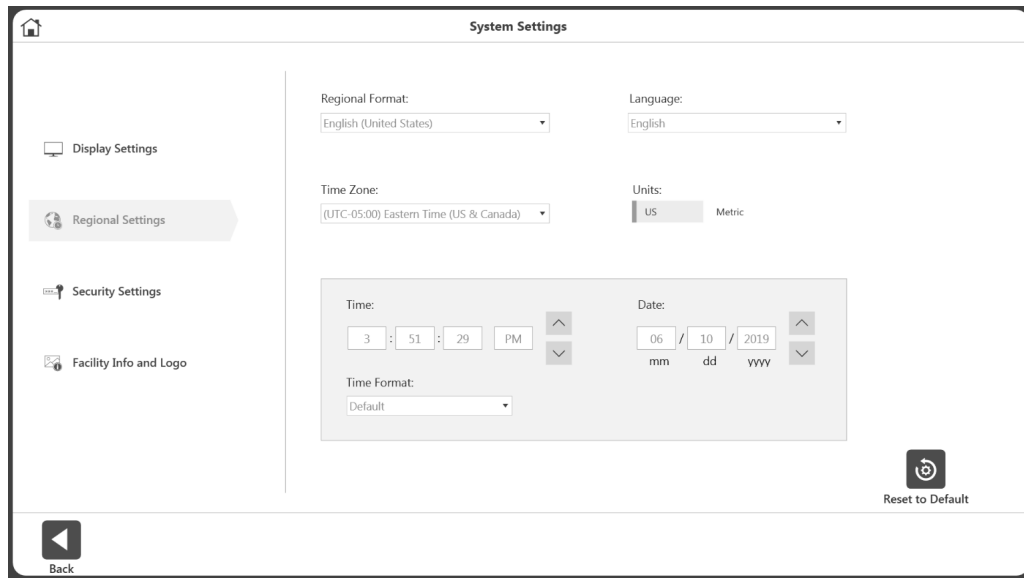 System Settings
Display Settings
Regional Settings
Security Settings
Facility Info and Logo
Regional Format:
English (United States)
Language:
English
Time Zone:
(UTC-05:00) Eastern Time (US & Canada)
Units:
US Metric
Time:
3 : 51 : 29 PM
Time Format:
Default
Date:
06 / 10 / 2019
mm dd yyyy
Reset to Default
Back